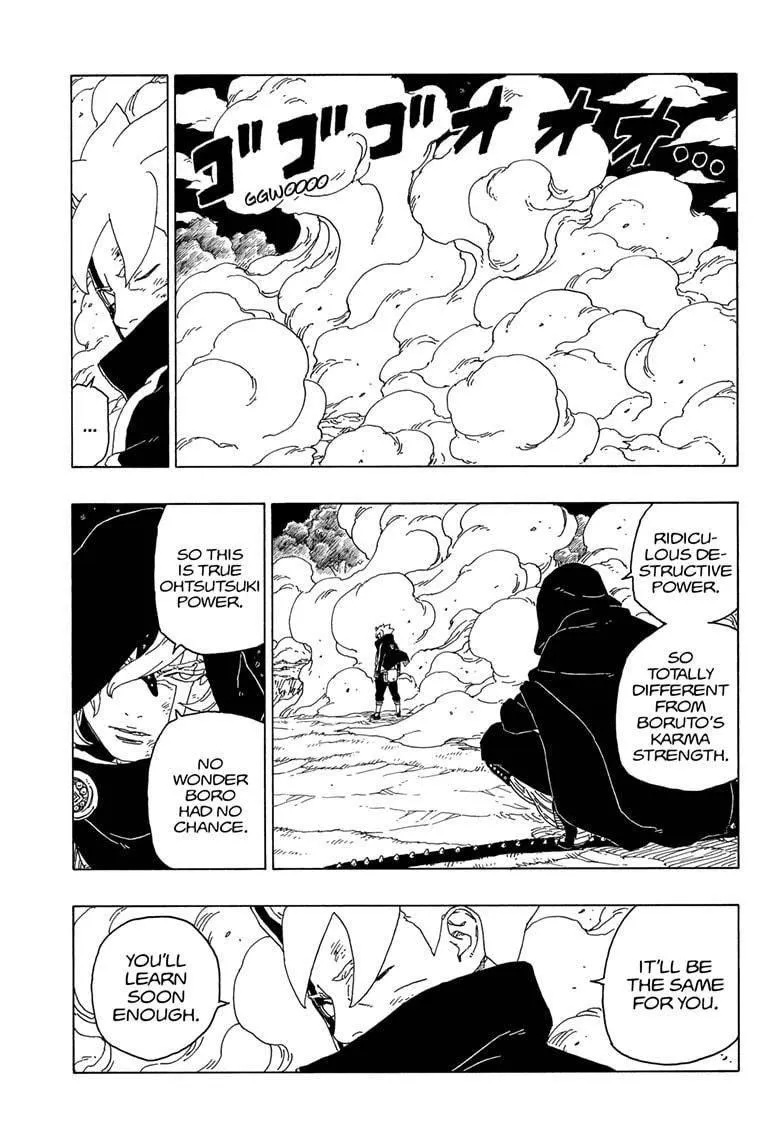 ゴゴゴオオオ...
GGWOOOO
...
RIDICU-
LOUS DE-
STRUCTIVE
POWER.
SO
TOTALLY
DIFFERENT
FROM
BORUTO'S
KARMA
STRENGTH.
SO THIS
IS TRUE
OHTSUTSUKI
POWER.
NO
WONDER
BORO
HAD NO
CHANCE.
IT'LL BE
THE SAME
FOR YOU.
YOU'LL
LEARN
SOON
ENOUGH.